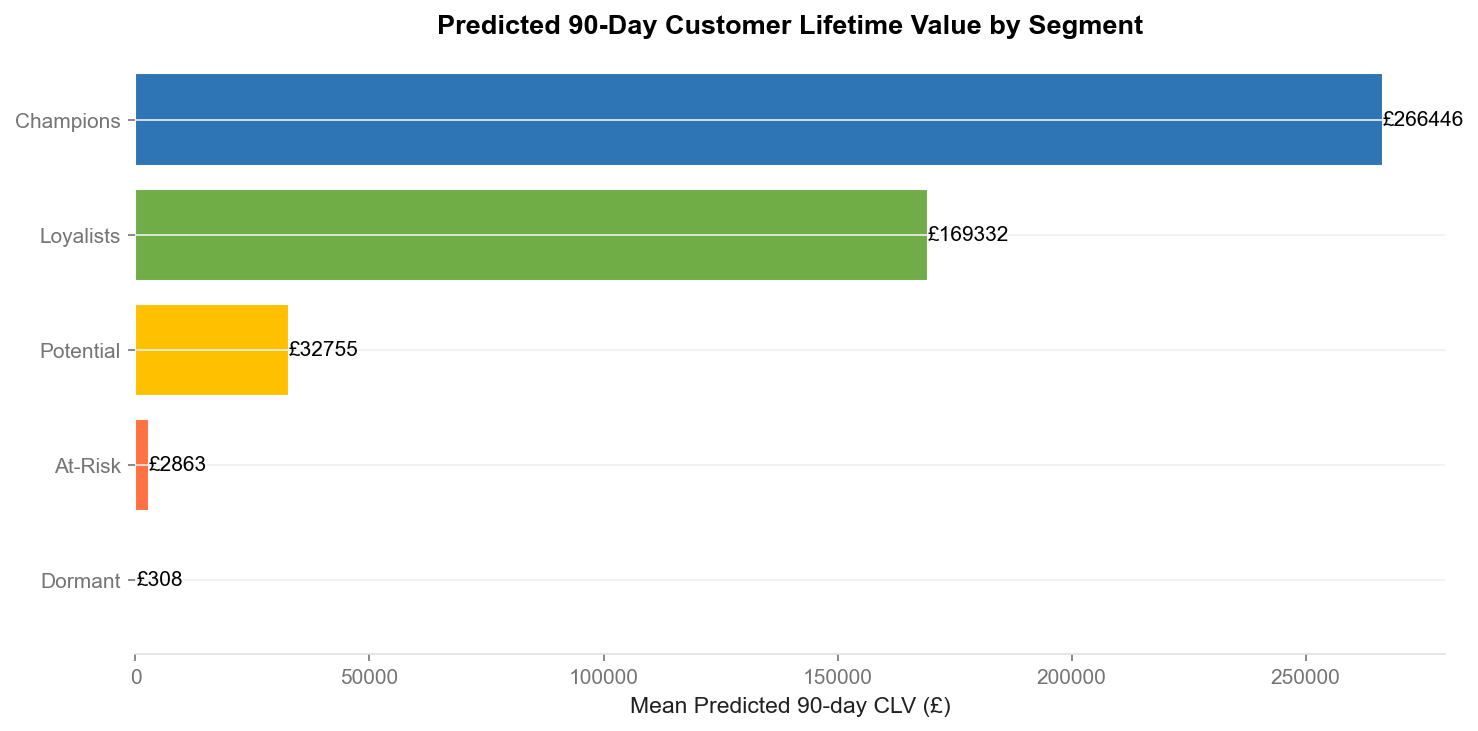 Predicted 90-Day Customer Lifetime Value by Segment
Champions
£266446
Loyalists
£169332
Potential
£32755
At-Risk
£2863
Dormant
£308
0 50000 100000 150000 200000 250000
Mean Predicted 90-day CLV (£)